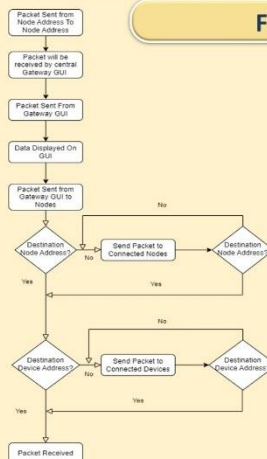 F
Packet Sent from
Node Address To
Node Address
Packet will be
received by central
Gateway GUI
Packet Sent From
Gateway GUI
Data Displayed On
GUI
Packet Sent from
Gateway GUI to
Nodes
No
Destination
Node Address?
No
Send Packet to
Connected Nodes
Destination
Node Address?
Yes
Yes
No
Destination
Device Address?
No
Send Packet to
Connected Devices
Destination
Device Address
Yes
Yes
Packet Received